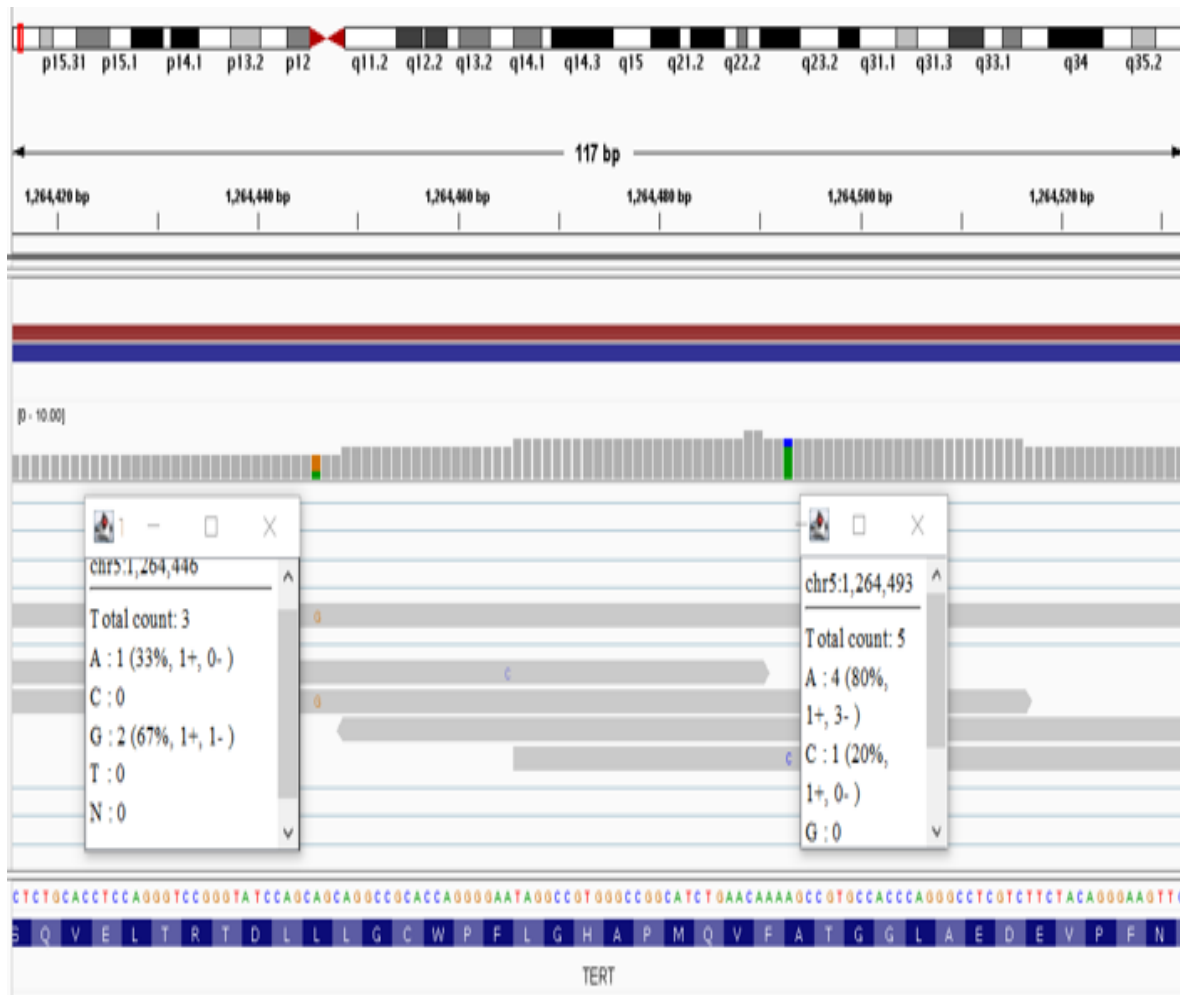 p15.31 p15.1 p14.1 p13.2 p12 q11.2 q12.2 q13.2 q14.1 q14.3 q15 q21.2 q22.2 q23.2 q31.1 q31.3 q33.1 q34 q35.2
117 bp
1,264,420 bp 1,264,440 bp 1,264,460 bp 1,264,480 bp 1,264,500 bp 1,264,520 bp
[0 - 10.00]
chr5:1,264,446
Total count: 3
A : 1 (33%, 1+, 0- )
C : 0
G : 2 (67%, 1+, 1- )
T : 0
N : 0
chr5:1,264,493
Total count: 5
A : 4 (80%,
1+, 3- )
C : 1 (20%,
1+, 0- )
G : 0
G
C
G
C
CTCTGCACCTCCAGGGTCCGGGTATCCAGCAGCAGGCCGCACCAGGGGAATAGGCCGTGGGCCGGCATCTGAACAAAAGCCGTGCCACCCAGGGCCTCGTCTTCTACAGGGAAGTTC
S Q V E L T R T D L L L G C W P F L G H A P M Q V F A T G G L A E D E V P F N
TERT